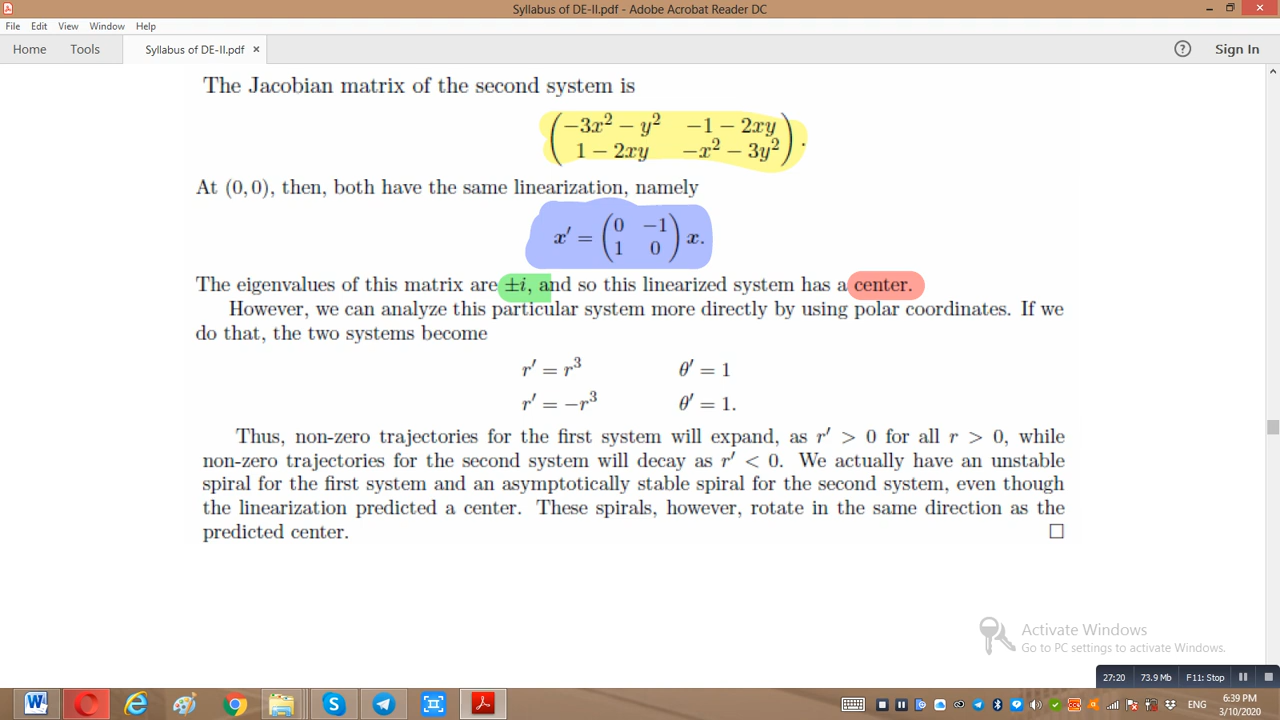 Syllabus of DE-II.pdf - Adobe Acrobat Reader DC
File Edit View Window Help
Home Tools Syllabus of DE-II.pdf × ? Sign In
The Jacobian matrix of the second system is
(−3x² − y² −1 − 2xy
1 − 2xy −x² − 3y²).
At (0, 0), then, both have the same linearization, namely
x′ = (0 −1
1 0) x.
The eigenvalues of this matrix are ±i, and so this linearized system has a center.
However, we can analyze this particular system more directly by using polar coordinates. If we
do that, the two systems become
r′ = r³ θ′ = 1
r′ = −r³ θ′ = 1.
Thus, non-zero trajectories for the first system will expand, as r′ > 0 for all r > 0, while
non-zero trajectories for the second system will decay as r′ < 0. We actually have an unstable
spiral for the first system and an asymptotically stable spiral for the second system, even though
the linearization predicted a center. These spirals, however, rotate in the same direction as the
predicted center. □
Activate Windows
Go to PC settings to activate Windows.
27:20 73.9 Mb F11: Stop
ENG 6:39 PM
3/10/2020